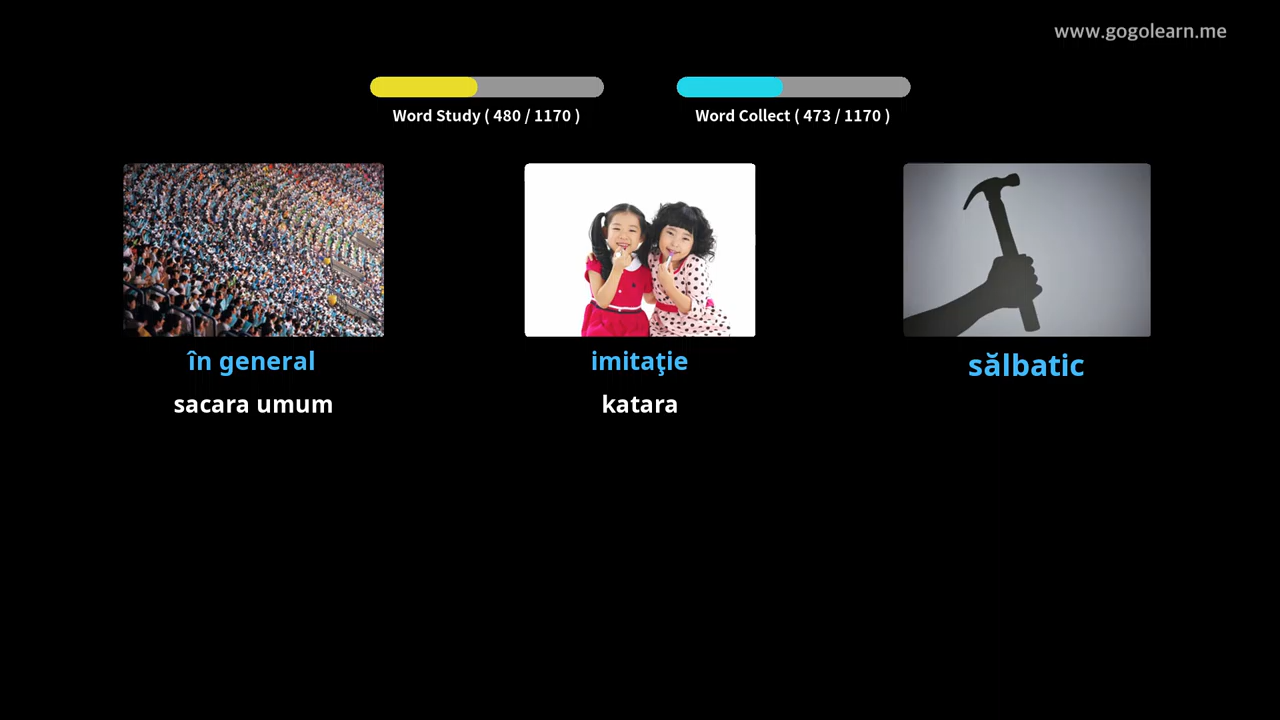 www.gogolearn.me
Word Study ( 480 / 1170 )
Word Collect ( 473 / 1170 )
în general
imitaţie
sălbatic
sacara umum
katara